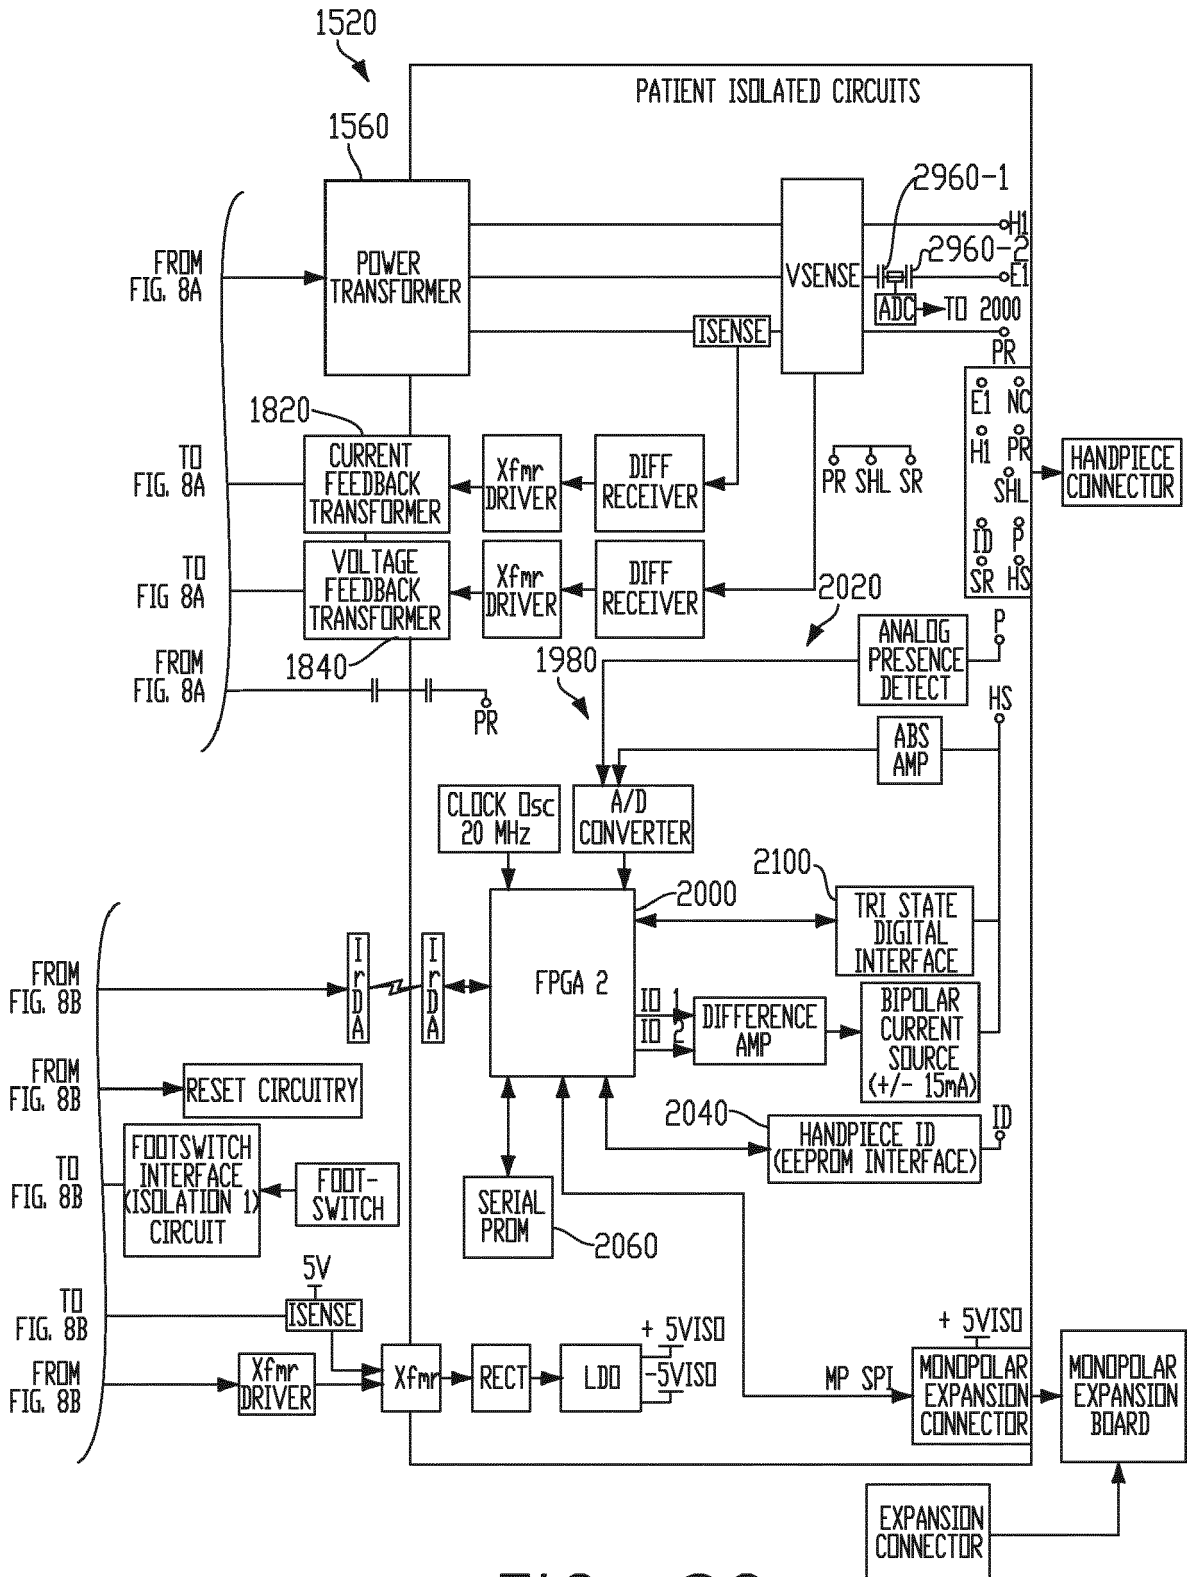 1520
PATIENT ISOLATED CIRCUITS
1560
2960-1
H1
2960-2
FROM
FIG. 8A
POWER
TRANSFORMER
VSENSE
E1
ADC
TO 2000
ISENSE
PR
E1 NC
H1 PR
SHL
ID P
SR HS
HANDPIECE
CONNECTOR
1820
TO
FIG. 8A
CURRENT
FEEDBACK
TRANSFORMER
Xfmr
DRIVER
DIFF
RECEIVER
PR SHL SR
TO
FIG 8A
VOLTAGE
FEEDBACK
TRANSFORMER
Xfmr
DRIVER
DIFF
RECEIVER
2020
1840
FROM
FIG. 8A
PR
1980
ANALOG
PRESENCE
DETECT
P
HS
ABS
AMP
CLOCK Osc
20 MHz
A/D
CONVERTER
2000
2100
TRI STATE
DIGITAL
INTERFACE
FROM
FIG. 8B
IrDA
IrDA
FPGA 2
IO 1
IO 2
DIFFERENCE
AMP
BIPOLAR
CURRENT
SOURCE
(+/- 15mA)
FROM
FIG. 8B
RESET CIRCUITRY
2040
HANDPIECE ID
(EEPROM INTERFACE)
ID
TO
FIG. 8B
FOOTSWITCH
INTERFACE
(ISOLATION 1)
CIRCUIT
FOOT-
SWITCH
SERIAL
PROM
2060
5V
TO
FIG. 8B
ISENSE
+ 5VISO
-5VISO
FROM
FIG. 8B
Xfmr
DRIVER
Xfmr
RECT
LDO
MP SPI
+ 5VISO
MONOPOLAR
EXPANSION
CONNECTOR
MONOPOLAR
EXPANSION
BOARD
EXPANSION
CONNECTOR